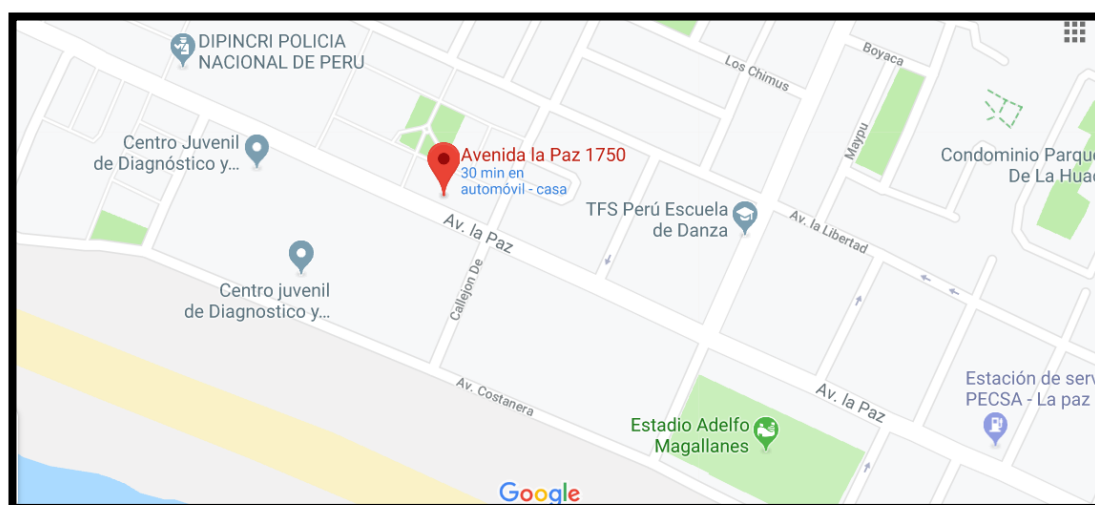 DIPINCRI POLICIA
NACIONAL DE PERU
Boyaca
Los Chimus
Centro Juvenil
de Diagnóstico y...
Avenida la Paz 1750
30 min en
automóvil - casa
Maypu
Condominio Parque
De La Huac
TFS Perú Escuela
de Danza
Av. la Libertad
Av. la Paz
Centro juvenil
de Diagnostico y...
Callejon De
Av. Costanera
Av. la Paz
Estación de serv
PECSA - La paz
Estadio Adelfo
Magallanes
Google